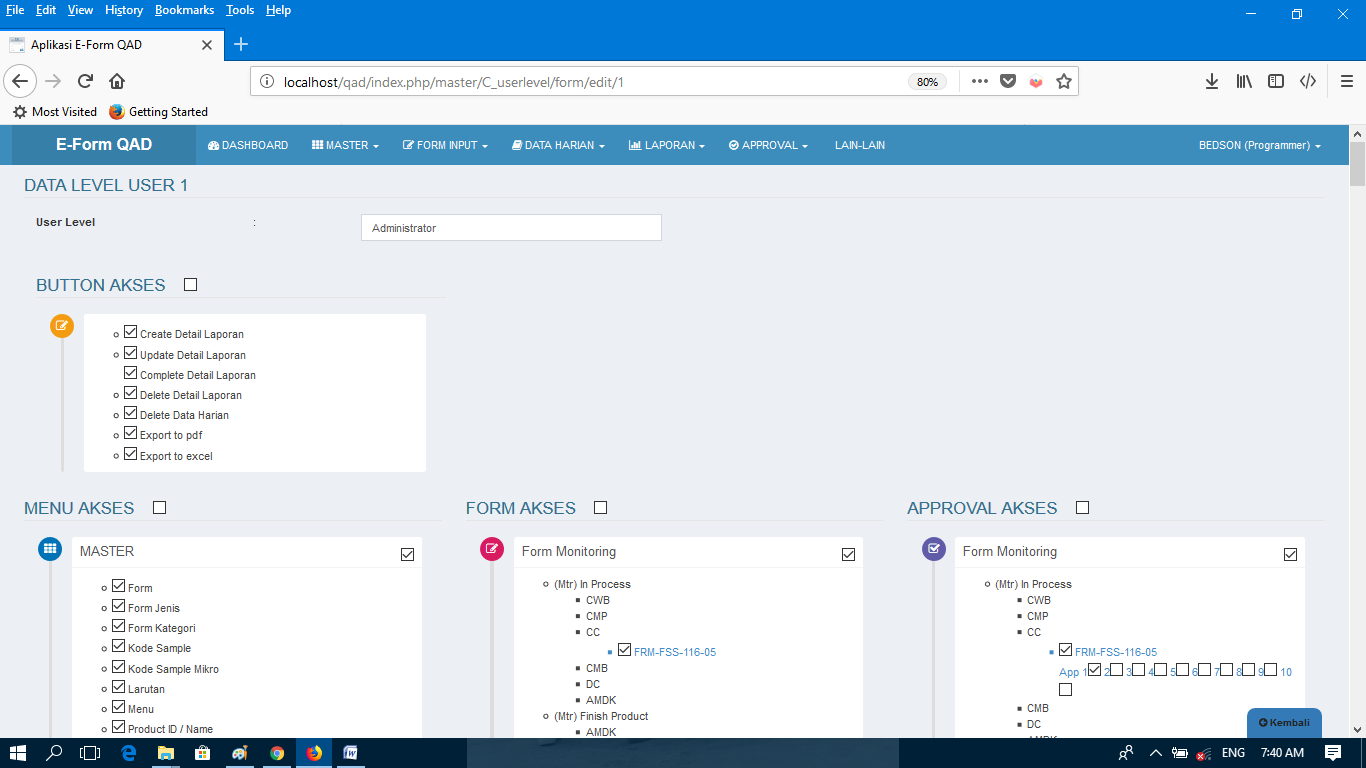 File Edit View History Bookmarks Tools Help
Aplikasi E-Form QAD
localhost/qad/index.php/master/C_userlevel/form/edit/1 80%
Most Visited Getting Started
E-Form QAD DASHBOARD MASTER FORM INPUT DATA HARIAN LAPORAN APPROVAL LAIN-LAIN BEDSON (Programmer)
DATA LEVEL USER 1
User Level : Administrator
BUTTON AKSES
Create Detail Laporan
Update Detail Laporan
Complete Detail Laporan
Delete Detail Laporan
Delete Data Harian
Export to pdf
Export to excel
MENU AKSES
MASTER
Form
Form Jenis
Form Kategori
Kode Sample
Kode Sample Mikro
Larutan
Menu
Product ID / Name
FORM AKSES
Form Monitoring
(Mtr) In Process
CWB
CMP
CC
FRM-FSS-116-05
CMB
DC
AMDK
(Mtr) Finish Product
AMDK
APPROVAL AKSES
Form Monitoring
(Mtr) In Process
CWB
CMP
CC
FRM-FSS-116-05
App 1 2 3 4 5 6 7 8 9 10
CMB
DC
Kembali
ENG 7:40 AM